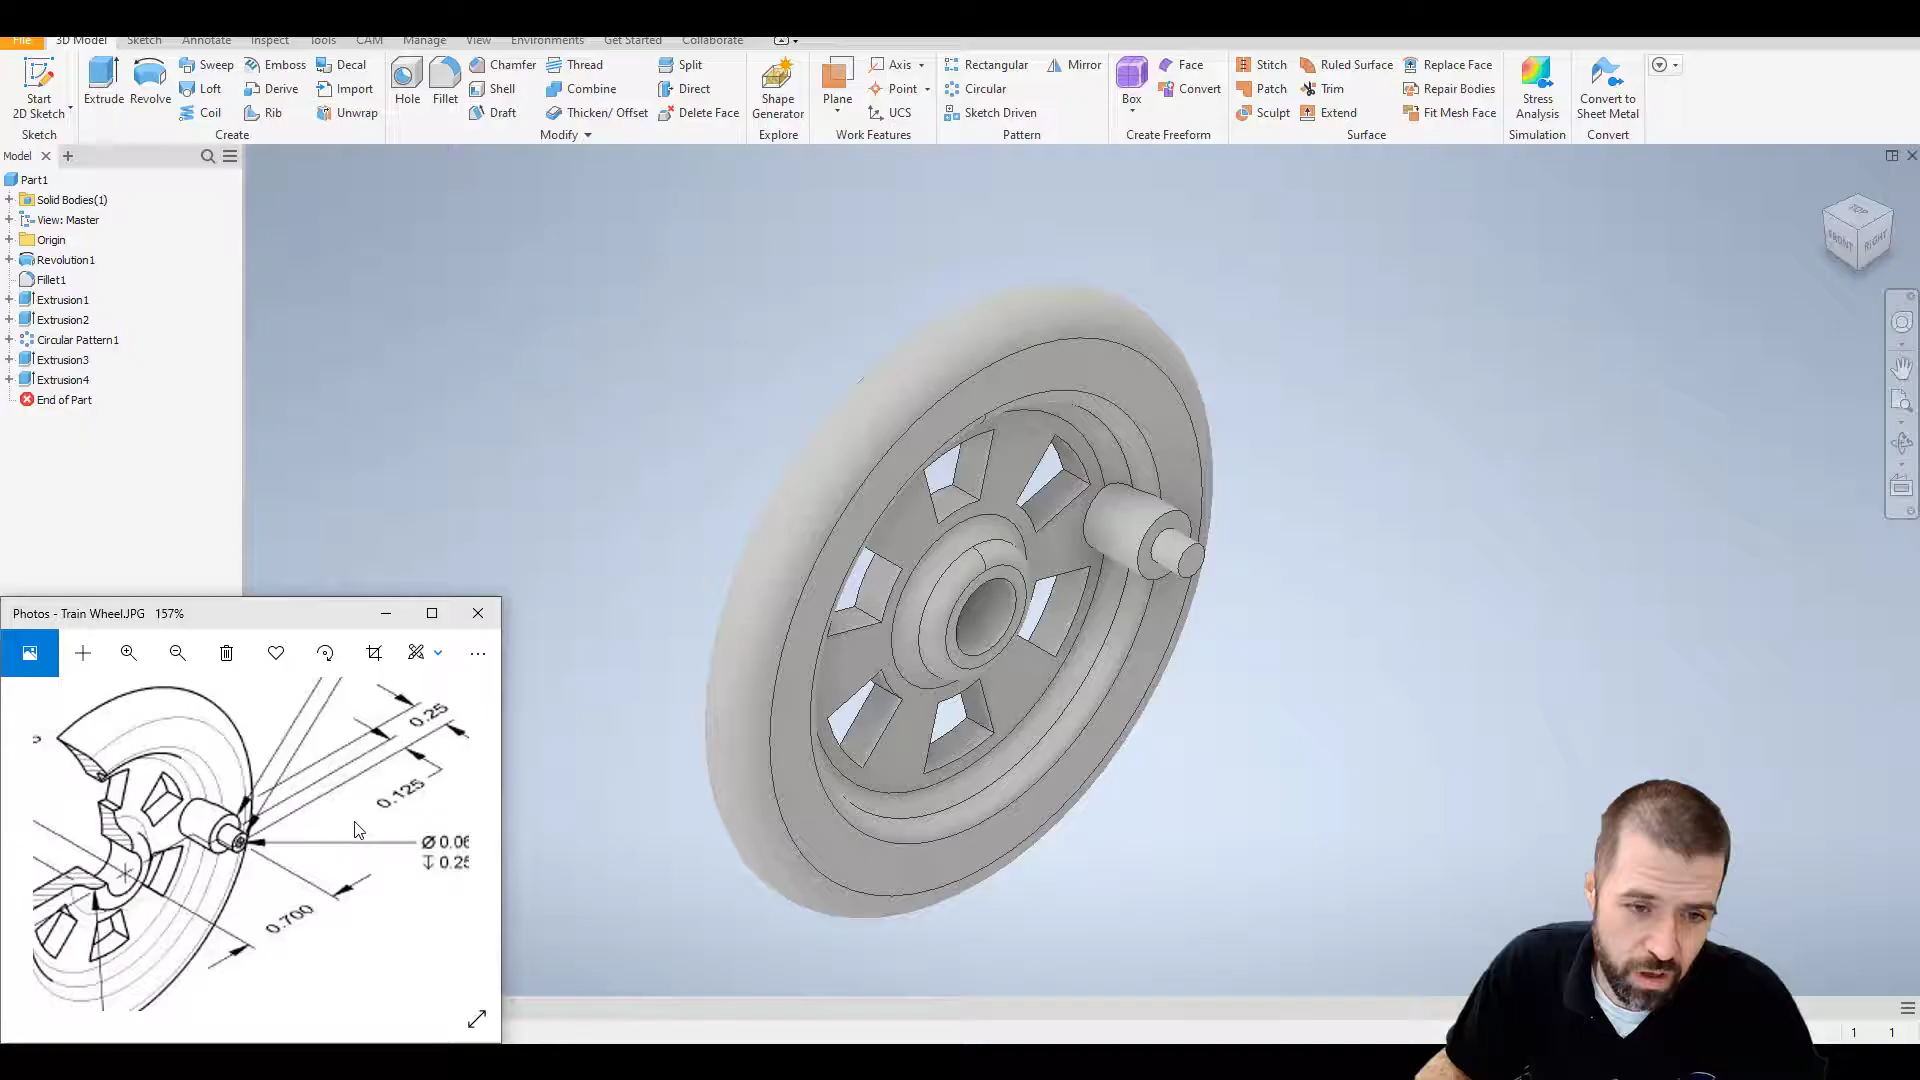 File 3D Model Sketch Annotate Inspect Tools CAM Manage View Environments Get Started Collaborate
Start 2D Sketch
Extrude
Revolve
Sweep
Loft
Coil
Emboss
Derive
Rib
Decal
Import
Unwrap
Hole
Fillet
Chamfer
Shell
Draft
Thread
Combine
Thicken/ Offset
Split
Direct
Delete Face
Shape Generator
Plane
Axis
Point
UCS
Rectangular
Circular
Sketch Driven
Mirror
Box
Face
Convert
Stitch
Patch
Sculpt
Ruled Surface
Trim
Extend
Replace Face
Repair Bodies
Fit Mesh Face
Stress Analysis
Convert to Sheet Metal
Sketch Create Modify Explore Work Features Pattern Create Freeform Surface Simulation Convert
Model
Part1
Solid Bodies(1)
View: Master
Origin
Revolution1
Fillet1
Extrusion1
Extrusion2
Circular Pattern1
Extrusion3
Extrusion4
End of Part
TOP
FRONT
RIGHT
Photos - Train Wheel.JPG 157%
0.25
0.125
Ø 0.06
0.25
0.700
1 1